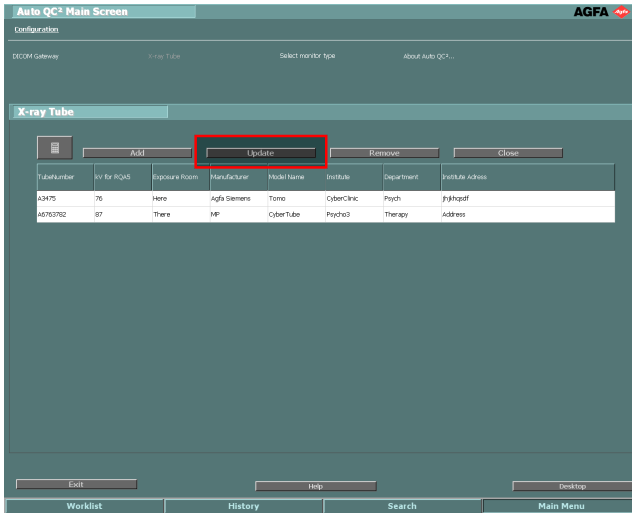 Auto QC² Main Screen
AGFA Agfa
Configuration
DICOM Gateway X-ray Tube Select monitor type About Auto QC²...
X-ray Tube
Add Update Remove Close
TubeNumber kV for RQA5 Exposure Room Manufacturer Model Name Institute Department Institute Adress
A3475 76 Here Agfa Siemens Tomo CyberClinic Psych jhjkhqsdf
A6763782 87 There MP CyberTube Psycho3 Therapy Address
Exit Help Desktop
Worklist History Search Main Menu